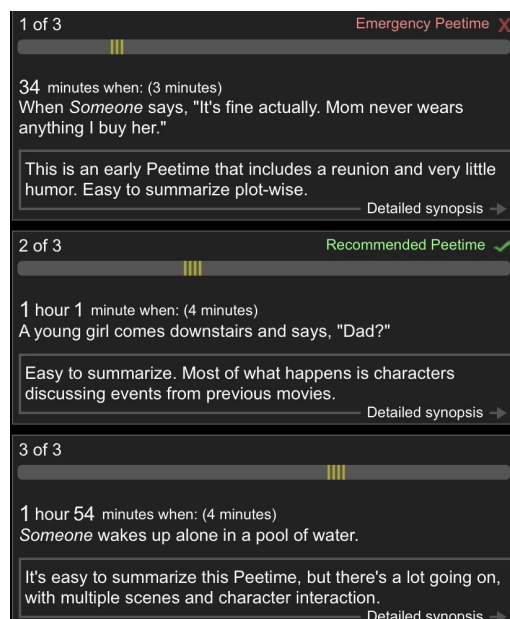 1 of 3 Emergency Peetime X
34 minutes when: (3 minutes)
When Someone says, "It's fine actually. Mom never wears
anything I buy her."
This is an early Peetime that includes a reunion and very little
humor. Easy to summarize plot-wise.
Detailed synopsis
2 of 3 Recommended Peetime
1 hour 1 minute when: (4 minutes)
A young girl comes downstairs and says, "Dad?"
Easy to summarize. Most of what happens is characters
discussing events from previous movies.
Detailed synopsis
3 of 3
1 hour 54 minutes when: (4 minutes)
Someone wakes up alone in a pool of water.
It's easy to summarize this Peetime, but there's a lot going on,
with multiple scenes and character interaction.
Detailed synopsis